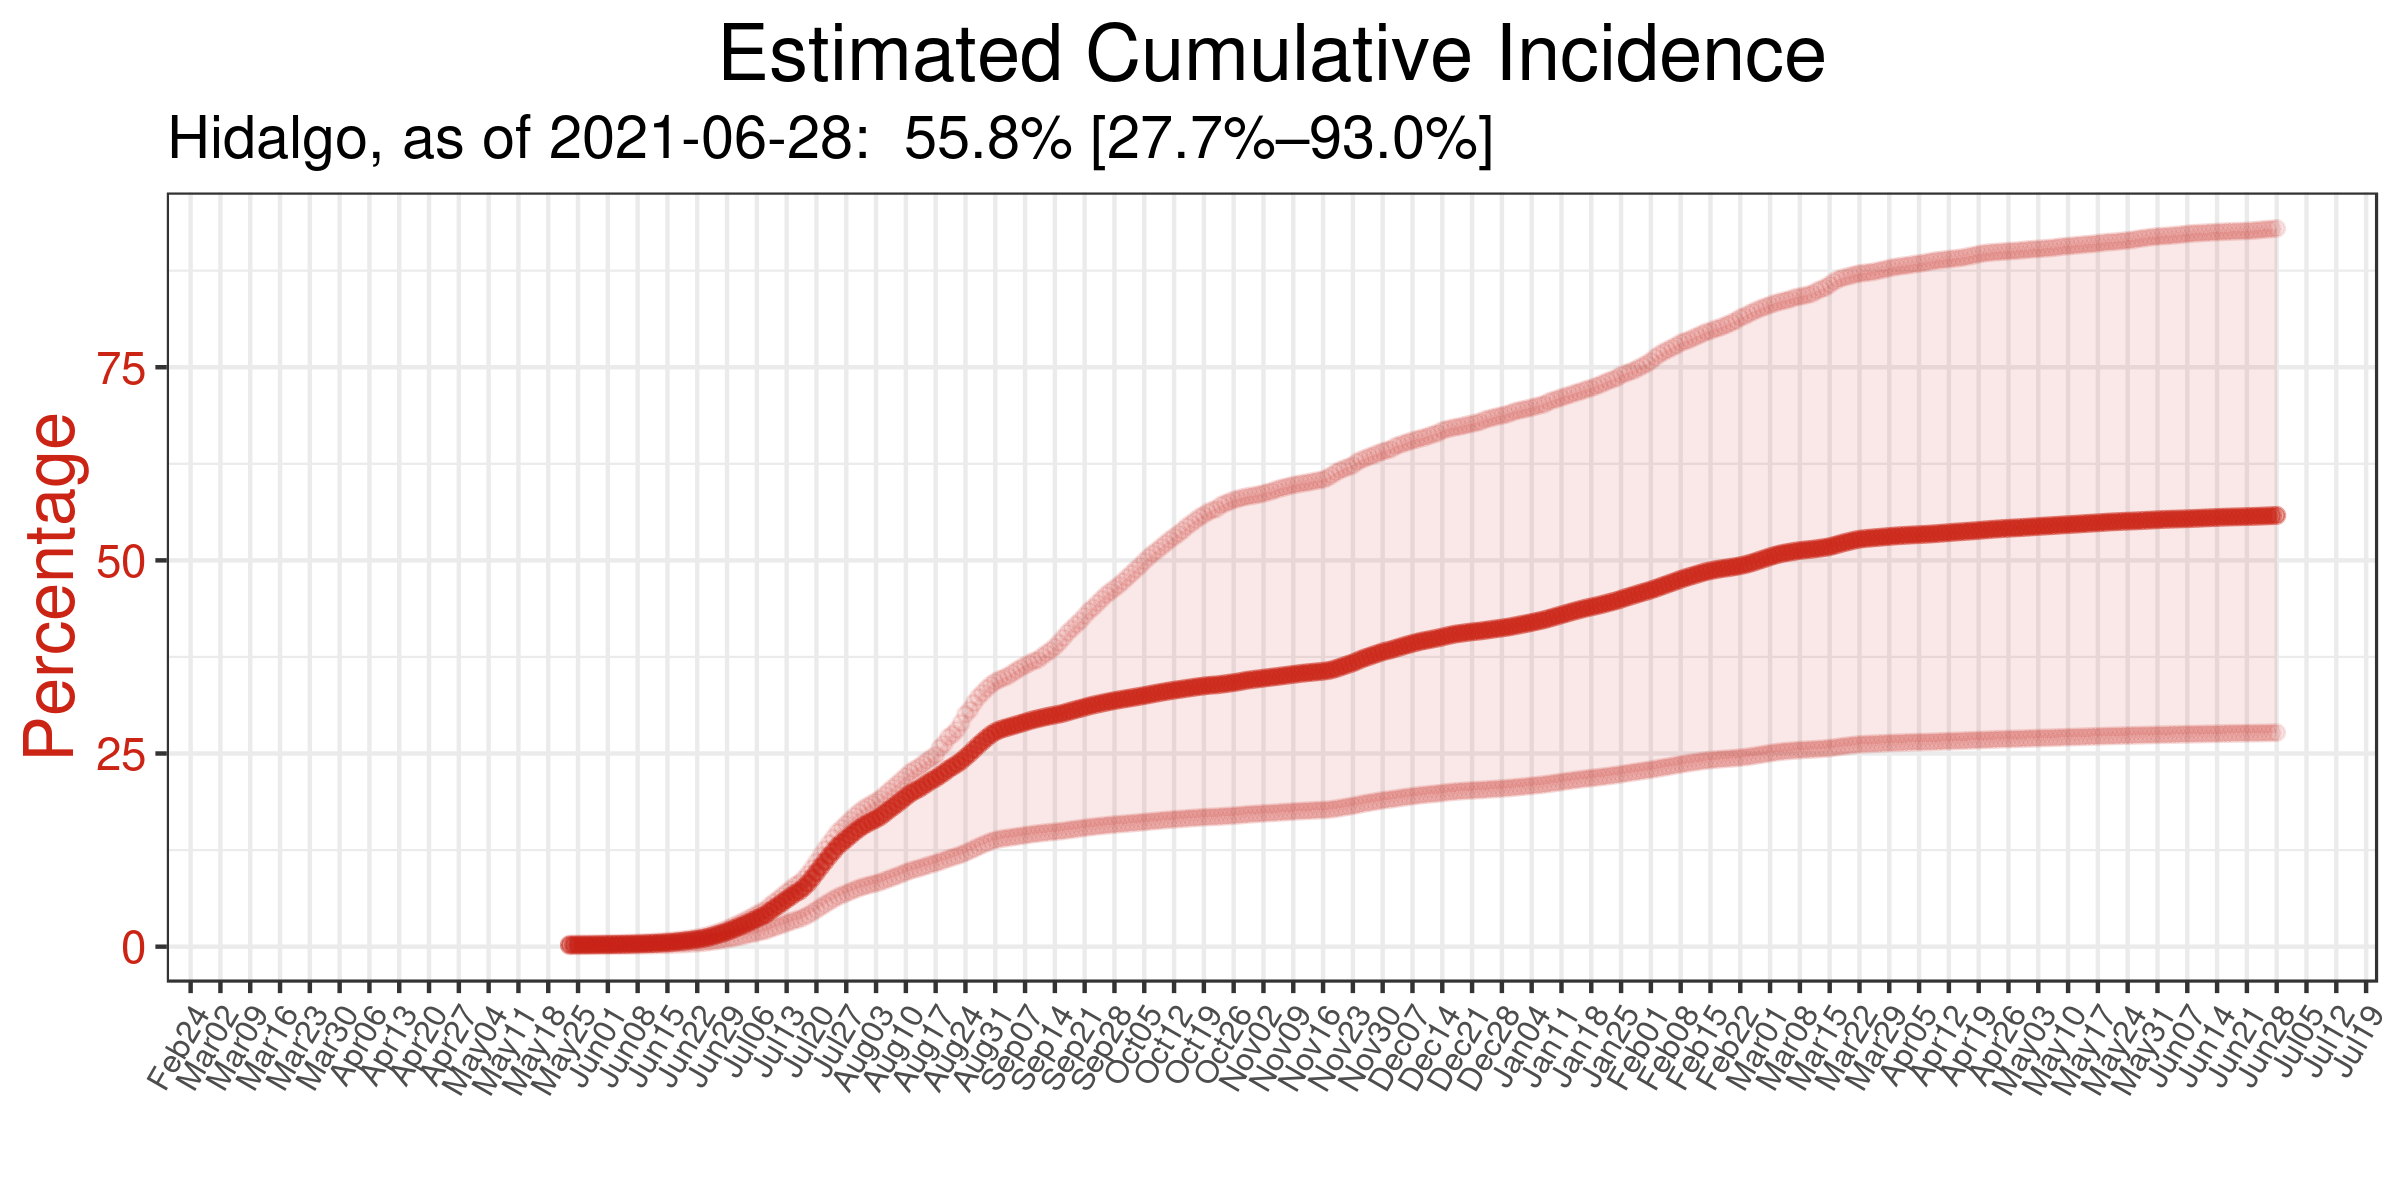 Estimated Cumulative Incidence
Hidalgo, as of 2021-06-28:  55.8% [27.7%–93.0%]
Percentage
75
50
25
0
Feb24
Mar02
Mar09
Mar16
Mar23
Mar30
Apr06
Apr13
Apr20
Apr27
May04
May11
May18
May25
Jun01
Jun08
Jun15
Jun22
Jun29
Jul06
Jul13
Jul20
Jul27
Aug03
Aug10
Aug17
Aug24
Aug31
Sep07
Sep14
Sep21
Sep28
Oct05
Oct12
Oct19
Oct26
Nov02
Nov09
Nov16
Nov23
Nov30
Dec07
Dec14
Dec21
Dec28
Jan04
Jan11
Jan18
Jan25
Feb01
Feb08
Feb15
Feb22
Mar01
Mar08
Mar15
Mar22
Mar29
Apr05
Apr12
Apr19
Apr26
May03
May10
May17
May24
May31
Jun07
Jun14
Jun21
Jun28
Jul05
Jul12
Jul19